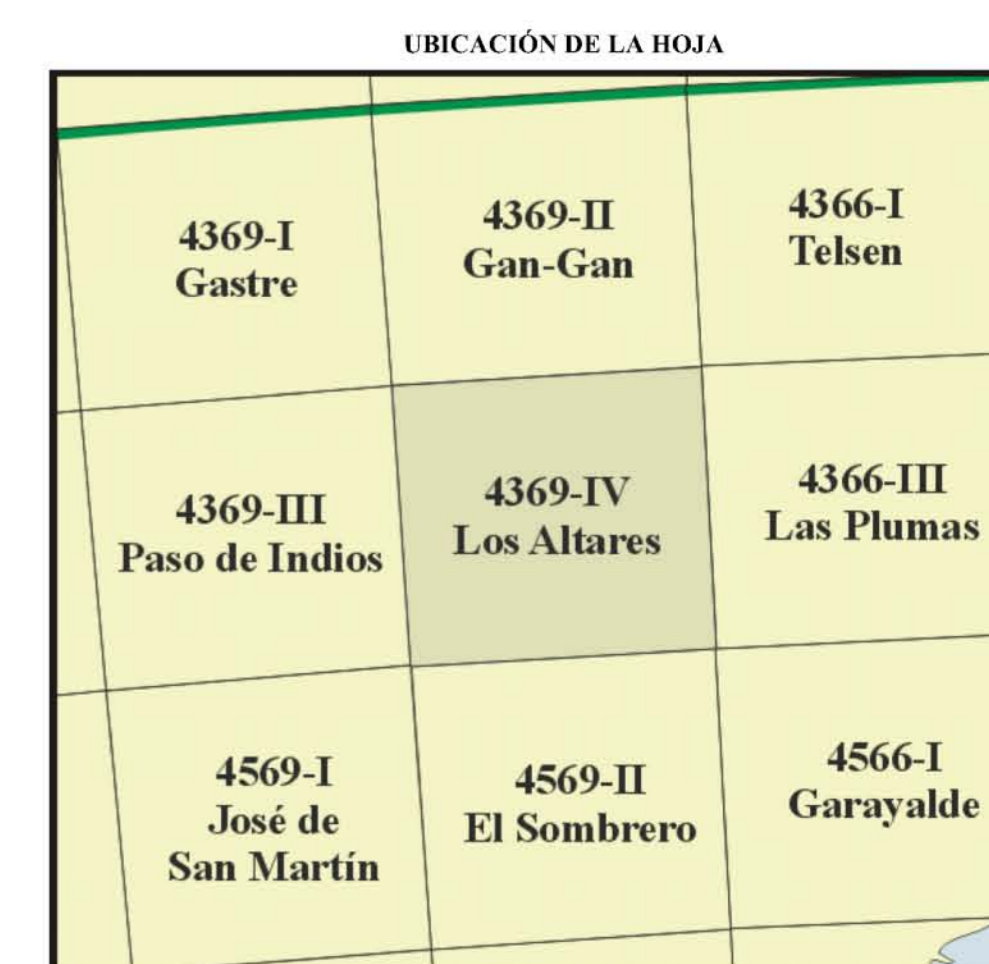 UBICACIÓN DE LA HOJA
4369-I
Gastre
4369-II
Gan-Gan
4366-I
Telsen
4369-III
Paso de Indios
4369-IV
Los Altares
4366-III
Las Plumas
4569-I
José de
San Martín
4569-II
El Sombrero
4566-I
Garayalde